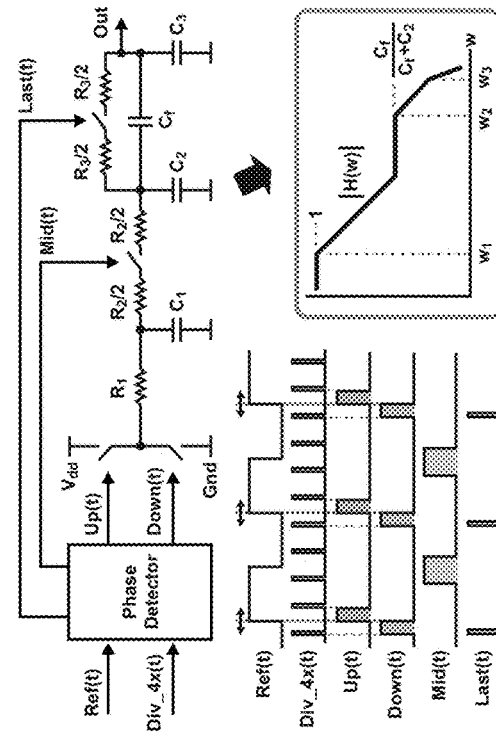 Last(t)
Mid(t)
Ref(t)
Div_4x(t)
Phase
Detector
Up(t)
Down(t)
Vdd
Gnd
R1
C1
R2/2
R2/2
C2
R3/2
R3/2
Cf
C3
Out
Ref(t)
Div_4x(t)
Up(t)
Down(t)
Mid(t)
Last(t)
1
|H(w)|
Cf
Cf+C2
w1
w2
w3
w